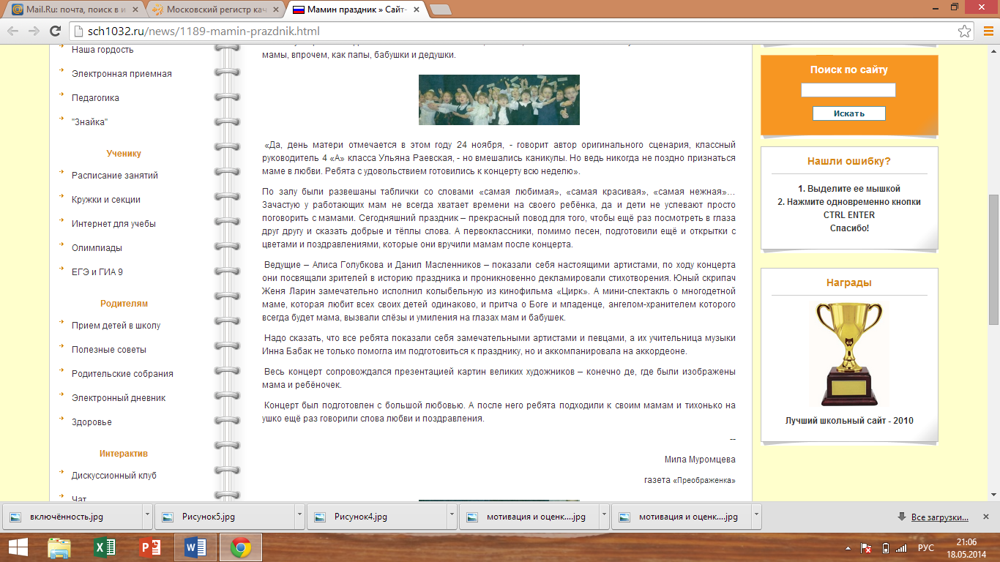 Mail.Ru: почта, поиск в и
Московский регистр кач
Мамин праздник » Сайт-
sch1032.ru/news/1189-mamin-prazdnik.html
Наша гордость
Электронная приемная
Педагогика
"Знайка"
Ученику
Расписание занятий
Кружки и секции
Интернет для учебы
Олимпиады
ЕГЭ и ГИА 9
Родителям
Прием детей в школу
Полезные советы
Родительские собрания
Электронный дневник
Здоровье
Интерактив
Дискуссионный клуб
Чат
мамы, впрочем, как папы, бабушки и дедушки.
«Да, день матери отмечается в этом году 24 ноября, - говорит автор оригинального сценария, классный
руководитель 4 «А» класса Ульяна Раевская, - но вмешались каникулы. Но ведь никогда не поздно признаться
маме в любви. Ребята с удовольствием готовились к концерту всю неделю».
По залу были развешаны таблички со словами «самая любимая», «самая красивая», «самая нежная»...
Зачастую у работающих мам не всегда хватает времени на своего ребёнка, да и дети не успевают просто
поговорить с мамами. Сегодняшний праздник – прекрасный повод для того, чтобы ещё раз посмотреть в глаза
друг другу и сказать добрые и тёплы слова. А первоклассники, помимо песен, подготовили ещё и открытки с
цветами и поздравлениями, которые они вручили мамам после концерта.
Ведущие – Алиса Голубкова и Данил Масленников – показали себя настоящими артистами, по ходу концерта
они посвящали зрителей в историю праздника и проникновенно декламировали стихотворения. Юный скрипач
Женя Ларин замечательно исполнил колыбельную из кинофильма «Цирк». А мини-спектакль о многодетной
маме, которая любит всех своих детей одинаково, и притча о Боге и младенце, ангелом-хранителем которого
всегда будет мама, вызвали слёзы и умиления на глазах мам и бабушек.
Надо сказать, что все ребята показали себя замечательными артистами и певцами, а их учительница музыки
Инна Бабак не только помогла им подготовиться к празднику, но и аккомпанировала на аккордеоне.
Весь концерт сопровождался презентацией картин великих художников – конечно де, где были изображены
мама и ребёночек.
Концерт был подготовлен с большой любовью. А после него ребята подходили к своим мамам и тихонько на
ушко ещё раз говорили слова любви и поздравления.
--
Мила Муромцева
газета «Преображенка»
Поиск по сайту
Искать
Нашли ошибку?
1. Выделите ее мышкой
2. Нажмите одновременно кнопки
CTRL ENTER
Спасибо!
Награды
Лучший школьный сайт - 2010
включённость.jpg
Рисунок5.jpg
Рисунок4.jpg
мотивация и оценк....jpg
мотивация и оценк....jpg
Все загрузки...
РУС
21:06
18.05.2014